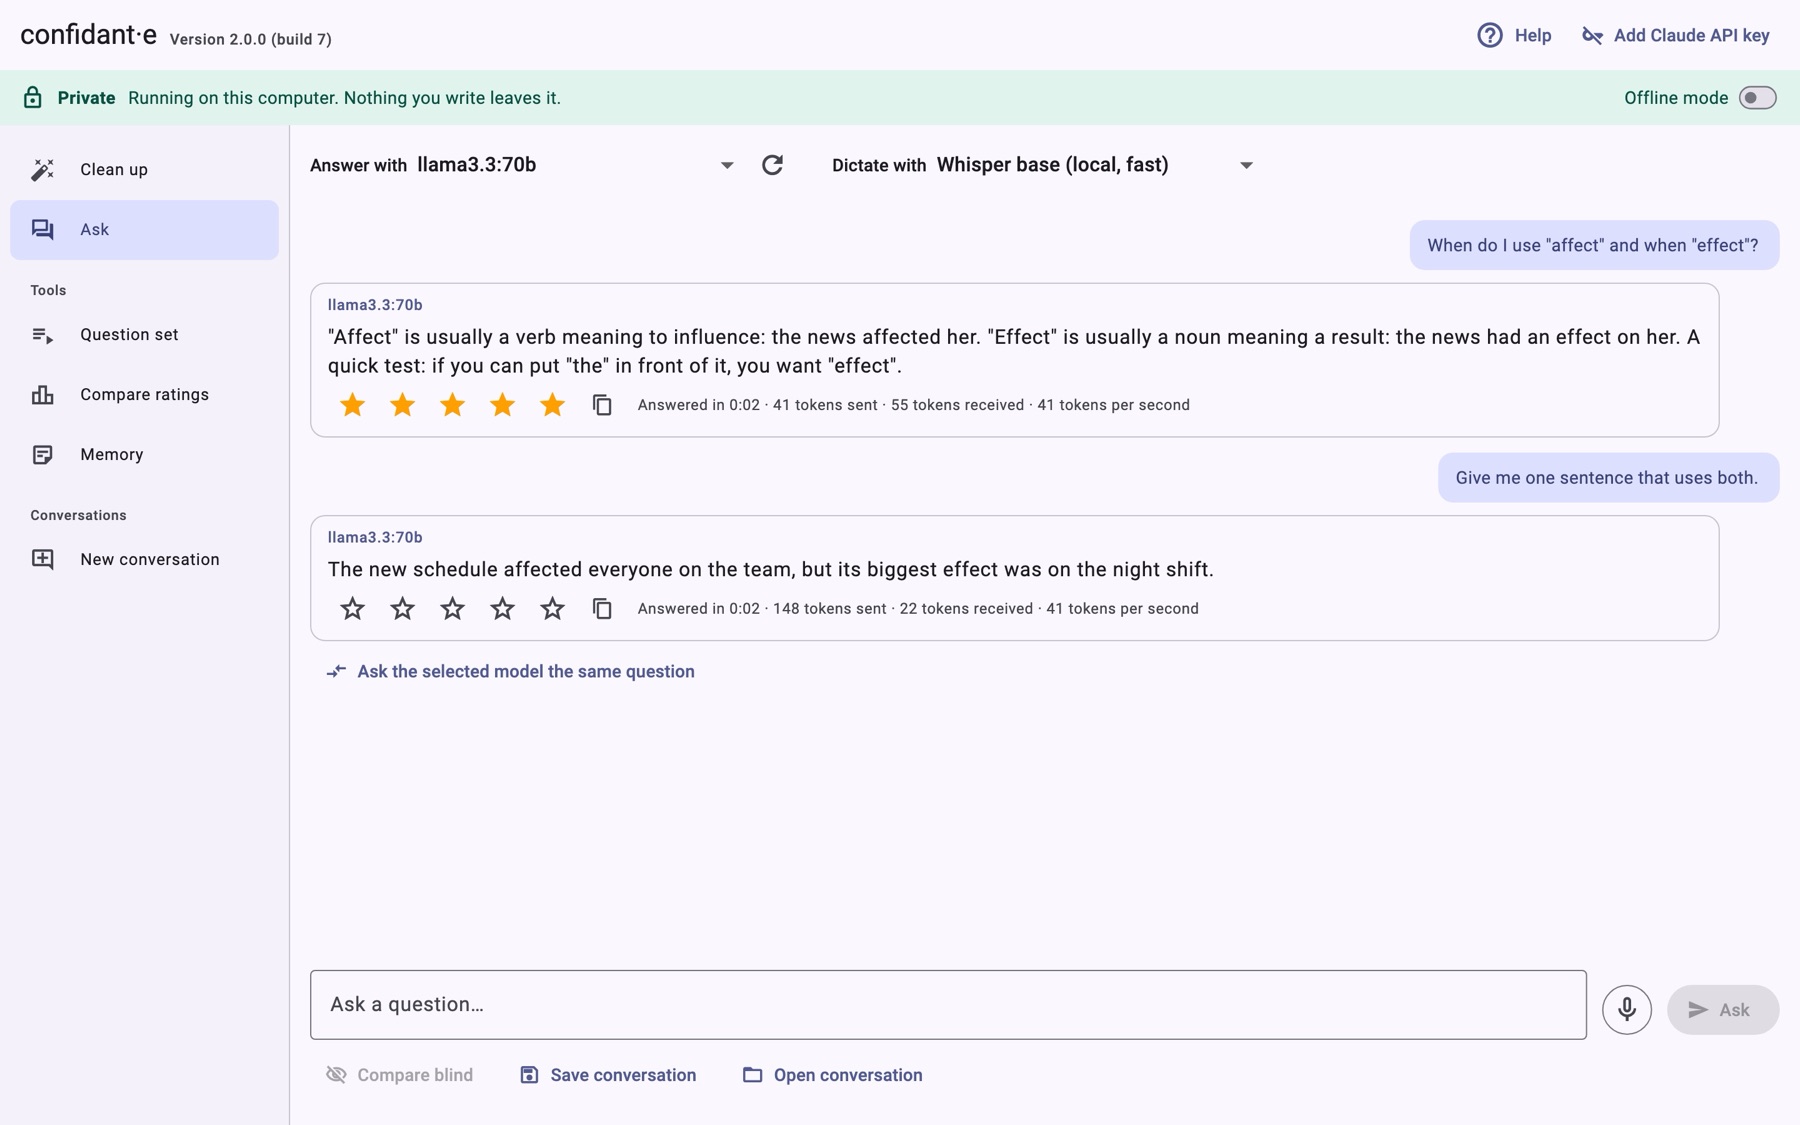 confidant·e Version 2.0.0 (build 7)
Help
Add Claude API key
Private Running on this computer. Nothing you write leaves it.
Offline mode
Clean up
Ask
Tools
Question set
Compare ratings
Memory
Conversations
New conversation
Answer with llama3.3:70b
Dictate with Whisper base (local, fast)
When do I use "affect" and when "effect"?
llama3.3:70b
"Affect" is usually a verb meaning to influence: the news affected her. "Effect" is usually a noun meaning a result: the news had an effect on her. A
quick test: if you can put "the" in front of it, you want "effect".
Answered in 0:02 · 41 tokens sent · 55 tokens received · 41 tokens per second
Give me one sentence that uses both.
llama3.3:70b
The new schedule affected everyone on the team, but its biggest effect was on the night shift.
Answered in 0:02 · 148 tokens sent · 22 tokens received · 41 tokens per second
Ask the selected model the same question
Ask a question…
Ask
Compare blind
Save conversation
Open conversation